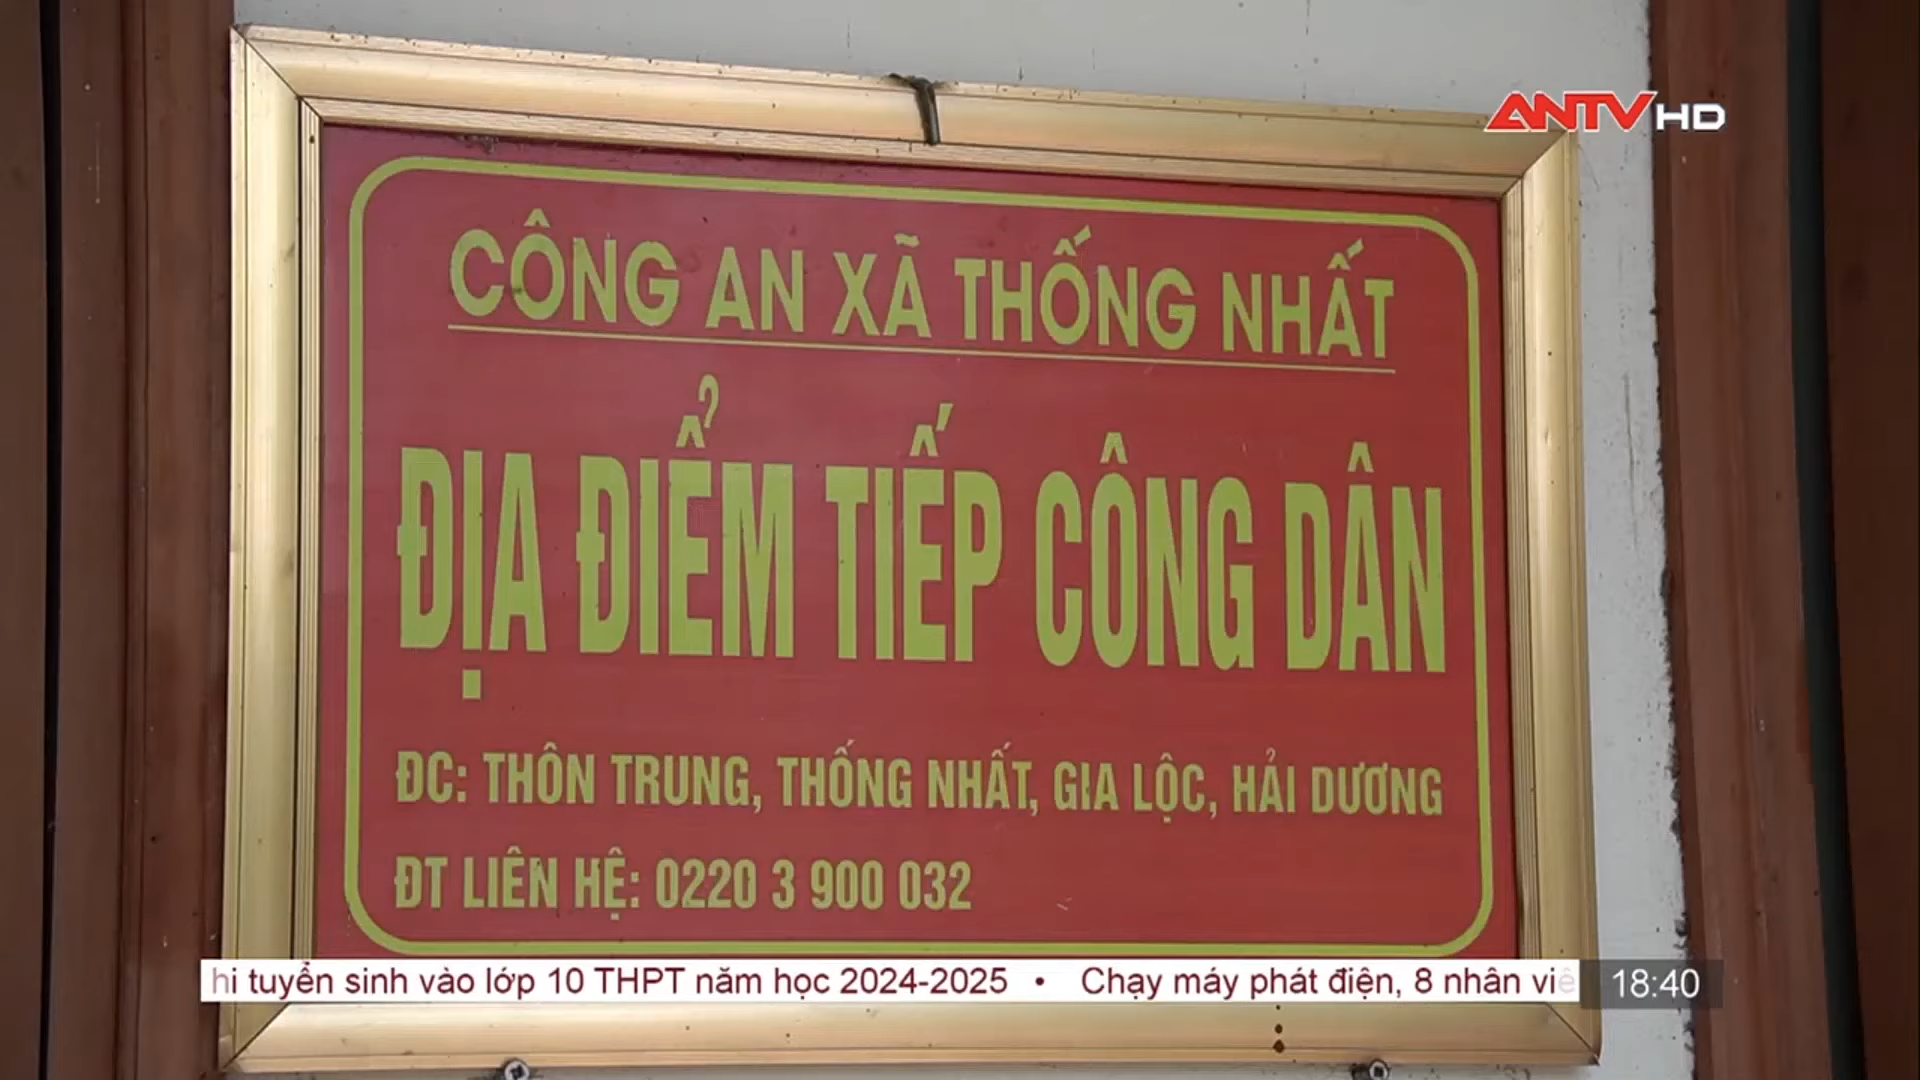 ANTV HD
CÔNG AN XÃ THỐNG NHẤT
ĐỊA ĐIỂM TIẾP CÔNG DÂN
ĐC: THÔN TRUNG, THỐNG NHẤT, GIA LỘC, HẢI DƯƠNG
ĐT LIÊN HỆ: 0220 3 900 032
hi tuyển sinh vào lớp 10 THPT năm học 2024-2025 • Chạy máy phát điện, 8 nhân viê
18:40